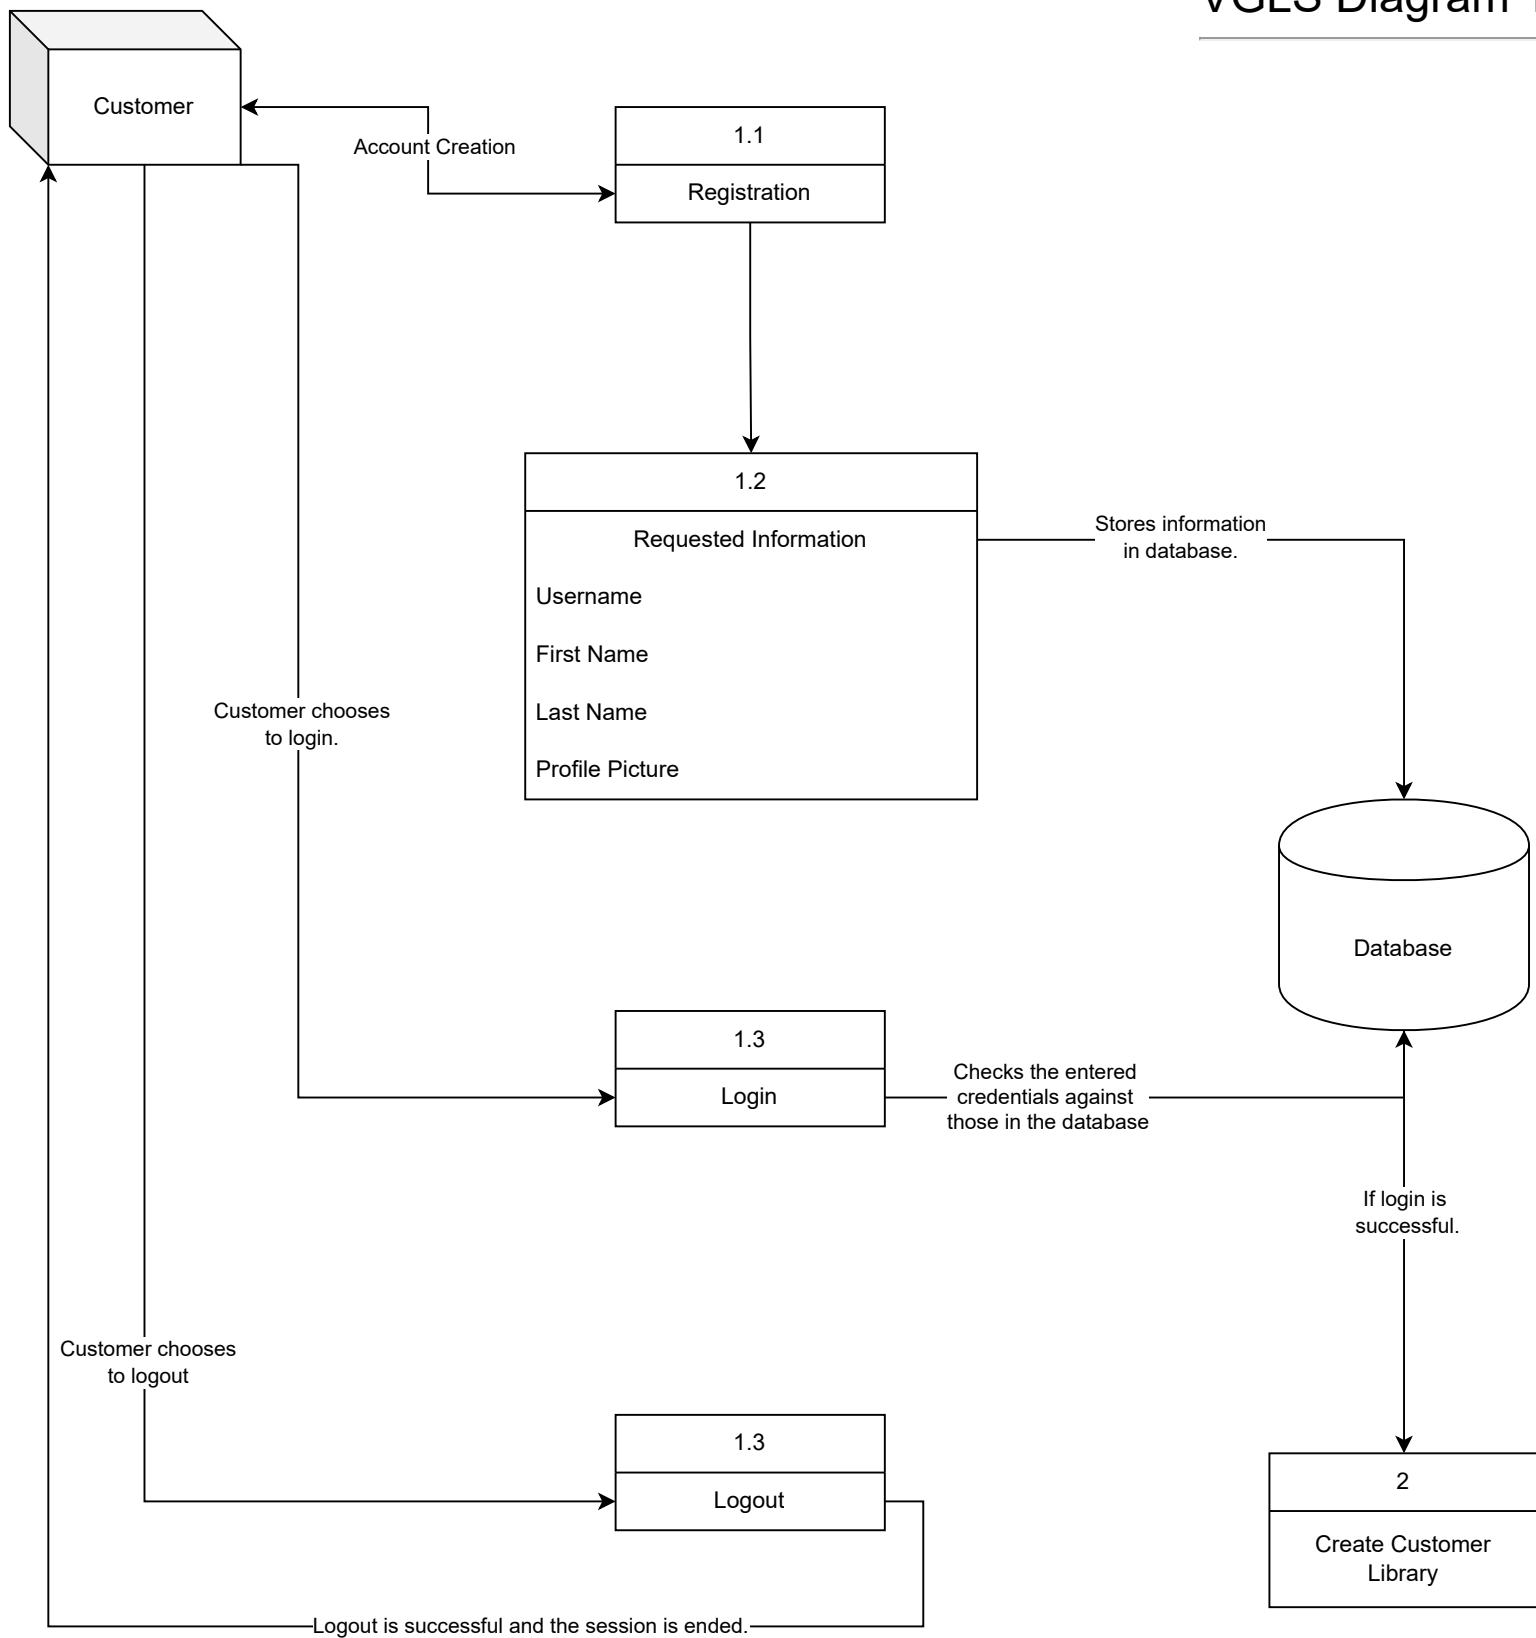 VGLS Diagram
Customer
Account Creation
1.1
Registration
1.2
Requested Information
Username
First Name
Last Name
Profile Picture
Stores information
in database.
Customer chooses
to login.
Database
1.3
Login
Checks the entered
credentials against
those in the database
If login is
successful.
Customer chooses
to logout
1.3
Logout
2
Create Customer
Library
Logout is successful and the session is ended.